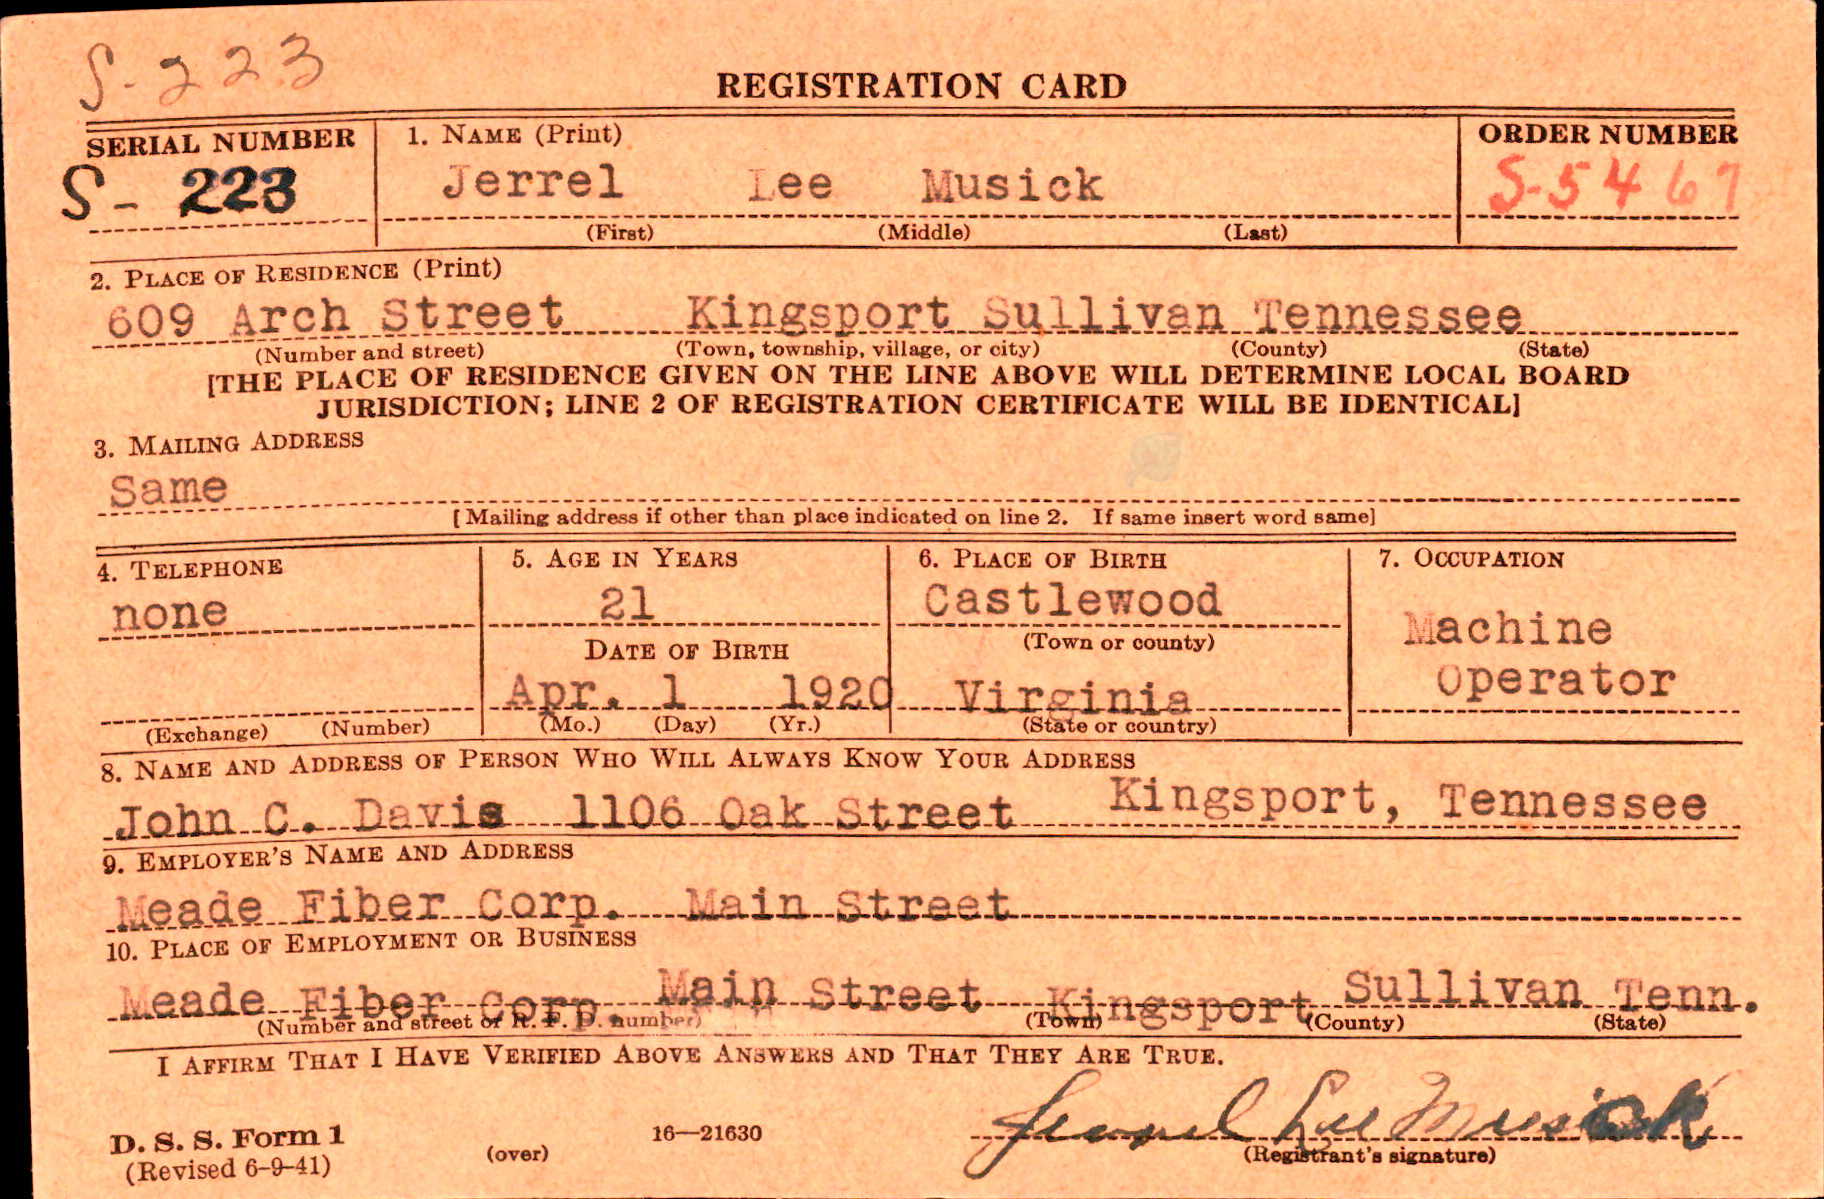 S-223
REGISTRATION CARD
SERIAL NUMBER
S- 223
1. NAME (Print)
Jerrel Lee Musick
(First) (Middle) (Last)
ORDER NUMBER
S-5467
2. PLACE OF RESIDENCE (Print)
609 Arch Street Kingsport Sullivan Tennessee
(Number and street) (Town, township, village, or city) (County) (State)
[THE PLACE OF RESIDENCE GIVEN ON THE LINE ABOVE WILL DETERMINE LOCAL BOARD
JURISDICTION; LINE 2 OF REGISTRATION CERTIFICATE WILL BE IDENTICAL]
3. MAILING ADDRESS
Same
[Mailing address if other than place indicated on line 2. If same insert word same]
4. TELEPHONE
none
(Exchange) (Number)
5. AGE IN YEARS
21
DATE OF BIRTH
Apr. 1 1920
(Mo.) (Day) (Yr.)
6. PLACE OF BIRTH
Castlewood
(Town or county)
Virginia
(State or country)
7. OCCUPATION
Machine
Operator
8. NAME AND ADDRESS OF PERSON WHO WILL ALWAYS KNOW YOUR ADDRESS
John C. Davis 1106 Oak Street Kingsport, Tennessee
9. EMPLOYER'S NAME AND ADDRESS
Meade Fiber Corp. Main Street
10. PLACE OF EMPLOYMENT OR BUSINESS
Meade Fiber Corp. Main Street Kingsport Sullivan Tenn.
(Number and street or R. F. D. number) (Town) (County) (State)
I AFFIRM THAT I HAVE VERIFIED ABOVE ANSWERS AND THAT THEY ARE TRUE.
Jerrel Lee Musick
D. S. S. Form 1 (over) 16—21630 (Registrant's signature)
(Revised 6-9-41)